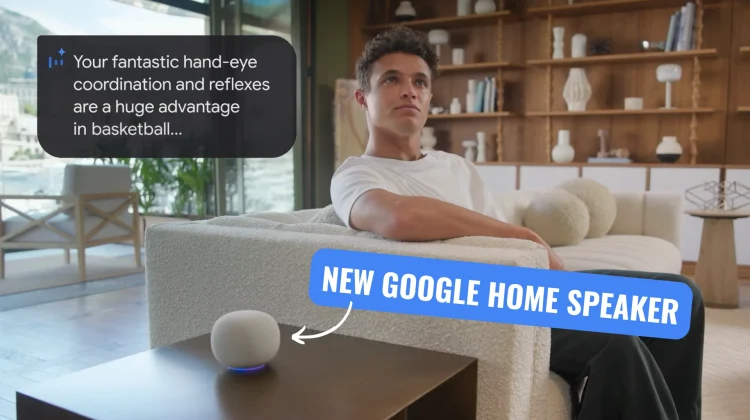 Your fantastic hand-eye
coordination and reflexes
are a huge advantage
in basketball...
NEW GOOGLE HOME SPEAKER